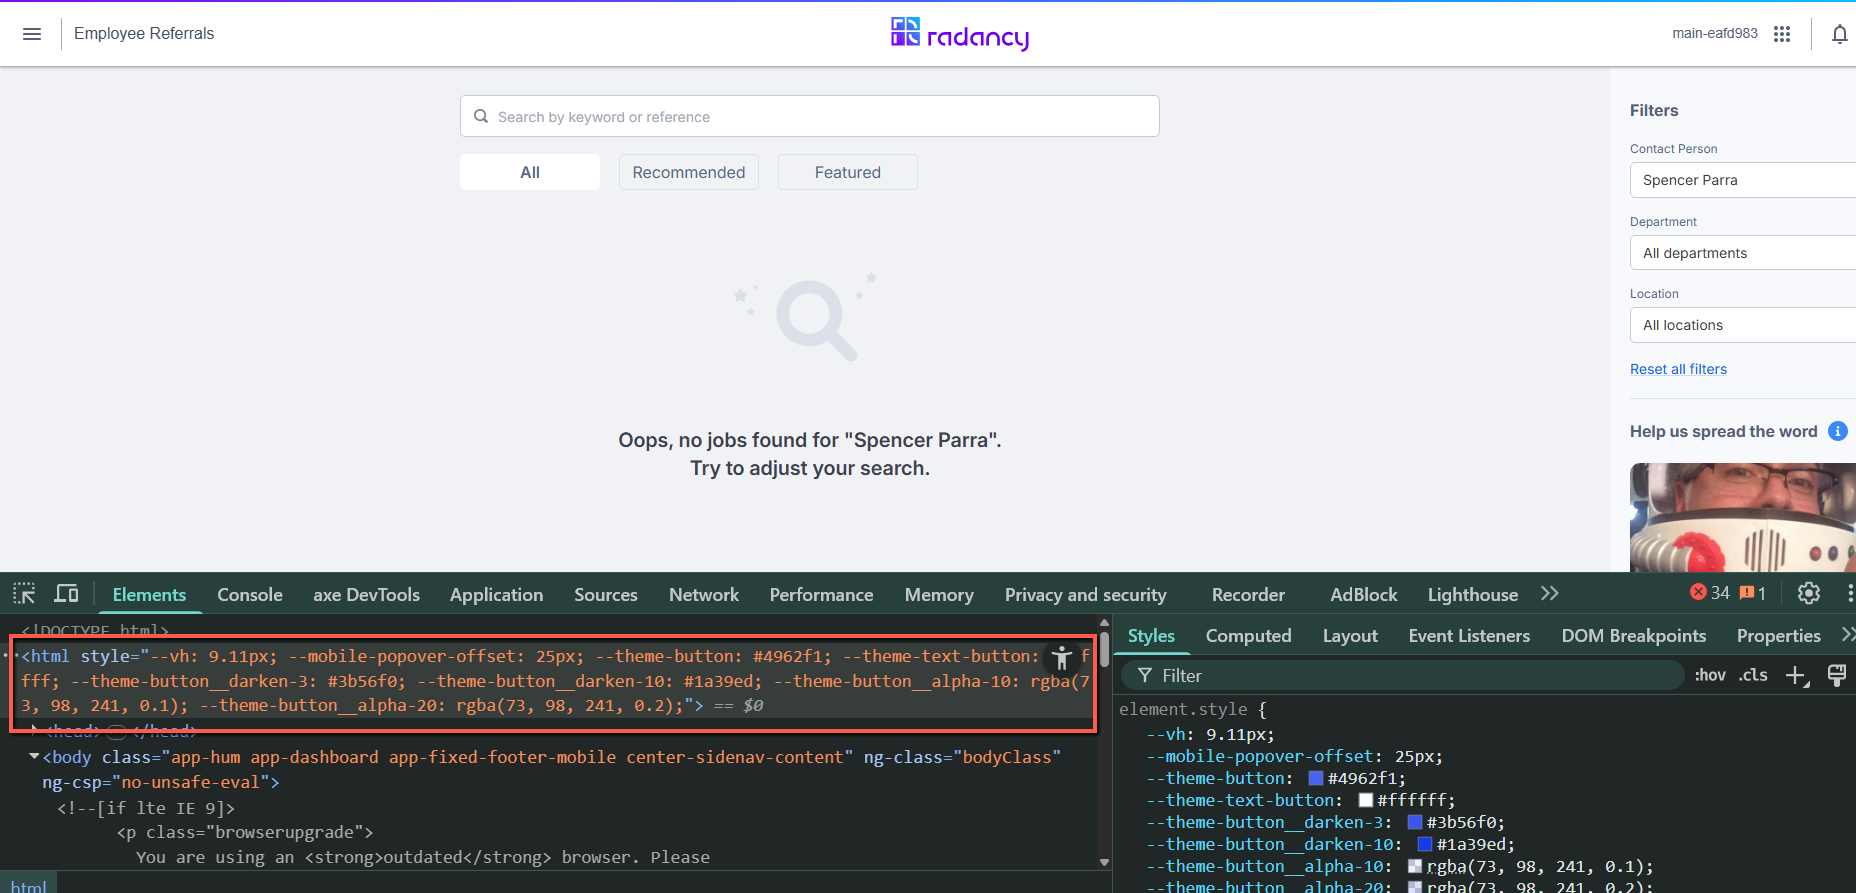 Employee Referrals
radancy
main-eafd983
Search by keyword or reference
All
Recommended
Featured
Oops, no jobs found for "Spencer Parra".
Try to adjust your search.
Filters
Contact Person
Spencer Parra
Department
All departments
Location
All locations
Reset all filters
Help us spread the word
Elements Console axe DevTools Application Sources Network Performance Memory Privacy and security Recorder AdBlock Lighthouse 34 1
<!DOCTYPE html>
<html style="--vh: 9.11px; --mobile-popover-offset: 25px; --theme-button: #4962f1; --theme-text-button: f
fff; --theme-button__darken-3: #3b56f0; --theme-button__darken-10: #1a39ed; --theme-button__alpha-10: rgba(7
3, 98, 241, 0.1); --theme-button__alpha-20: rgba(73, 98, 241, 0.2);"> == $0
<head> </head>
<body class="app-hum app-dashboard app-fixed-footer-mobile center-sidenav-content" ng-class="bodyClass"
ng-csp="no-unsafe-eval">
<!--[if lte IE 9]>
<p class="browserupgrade">
You are using an <strong>outdated</strong> browser. Please
html
Styles Computed Layout Event Listeners DOM Breakpoints Properties
Filter
:hov .cls
element.style {
--vh: 9.11px;
--mobile-popover-offset: 25px;
--theme-button: #4962f1;
--theme-text-button: #ffffff;
--theme-button__darken-3: #3b56f0;
--theme-button__darken-10: #1a39ed;
--theme-button__alpha-10: rgba(73, 98, 241, 0.1);
--theme-button__alpha-20: rgba(73, 98, 241, 0.2);